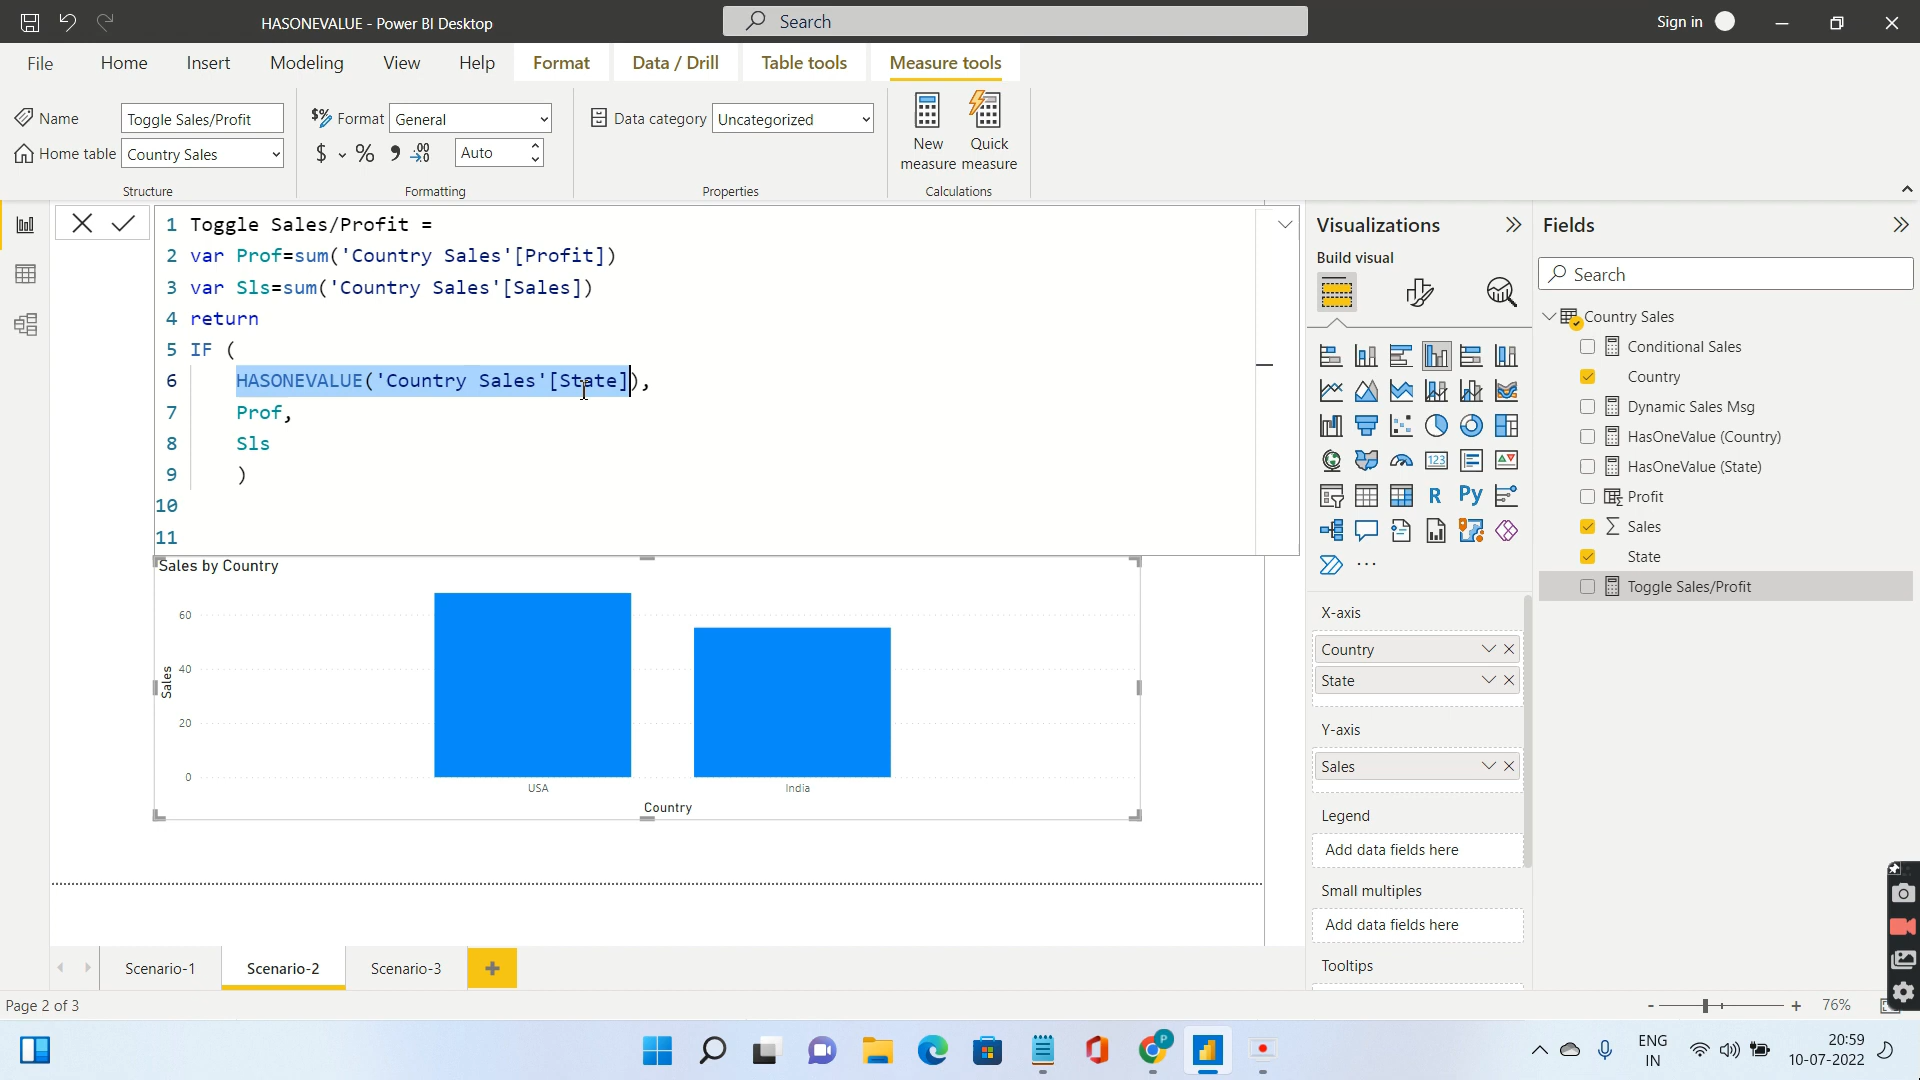 HASONEVALUE - Power BI Desktop
Search
Sign in
File
Home
Insert
Modeling
View
Help
Format
Data / Drill
Table tools
Measure tools
Name
Toggle Sales/Profit
Home table
Country Sales
Structure
$% Format
General
$
%
,
.00
Auto
Formatting
Data category
Uncategorized
Properties
New measure
Quick measure
Calculations
1 Toggle Sales/Profit =
2 var Prof=sum('Country Sales'[Profit])
3 var Sls=sum('Country Sales'[Sales])
4 return
5 IF (
6 HASONEVALUE('Country Sales'[State]),
7 Prof,
8 Sls
9 )
10
11
Sales by Country
60
40
20
0
Sales
USA
India
Country
Visualizations
Build visual
123
R
Py
...
X-axis
Country
State
Y-axis
Sales
Legend
Add data fields here
Small multiples
Add data fields here
Tooltips
Fields
Search
Country Sales
Conditional Sales
Country
Dynamic Sales Msg
HasOneValue (Country)
HasOneValue (State)
Profit
Sales
State
Toggle Sales/Profit
Scenario-1
Scenario-2
Scenario-3
+
Page 2 of 3
- + 76%
P
ENG
IN
20:59
10-07-2022